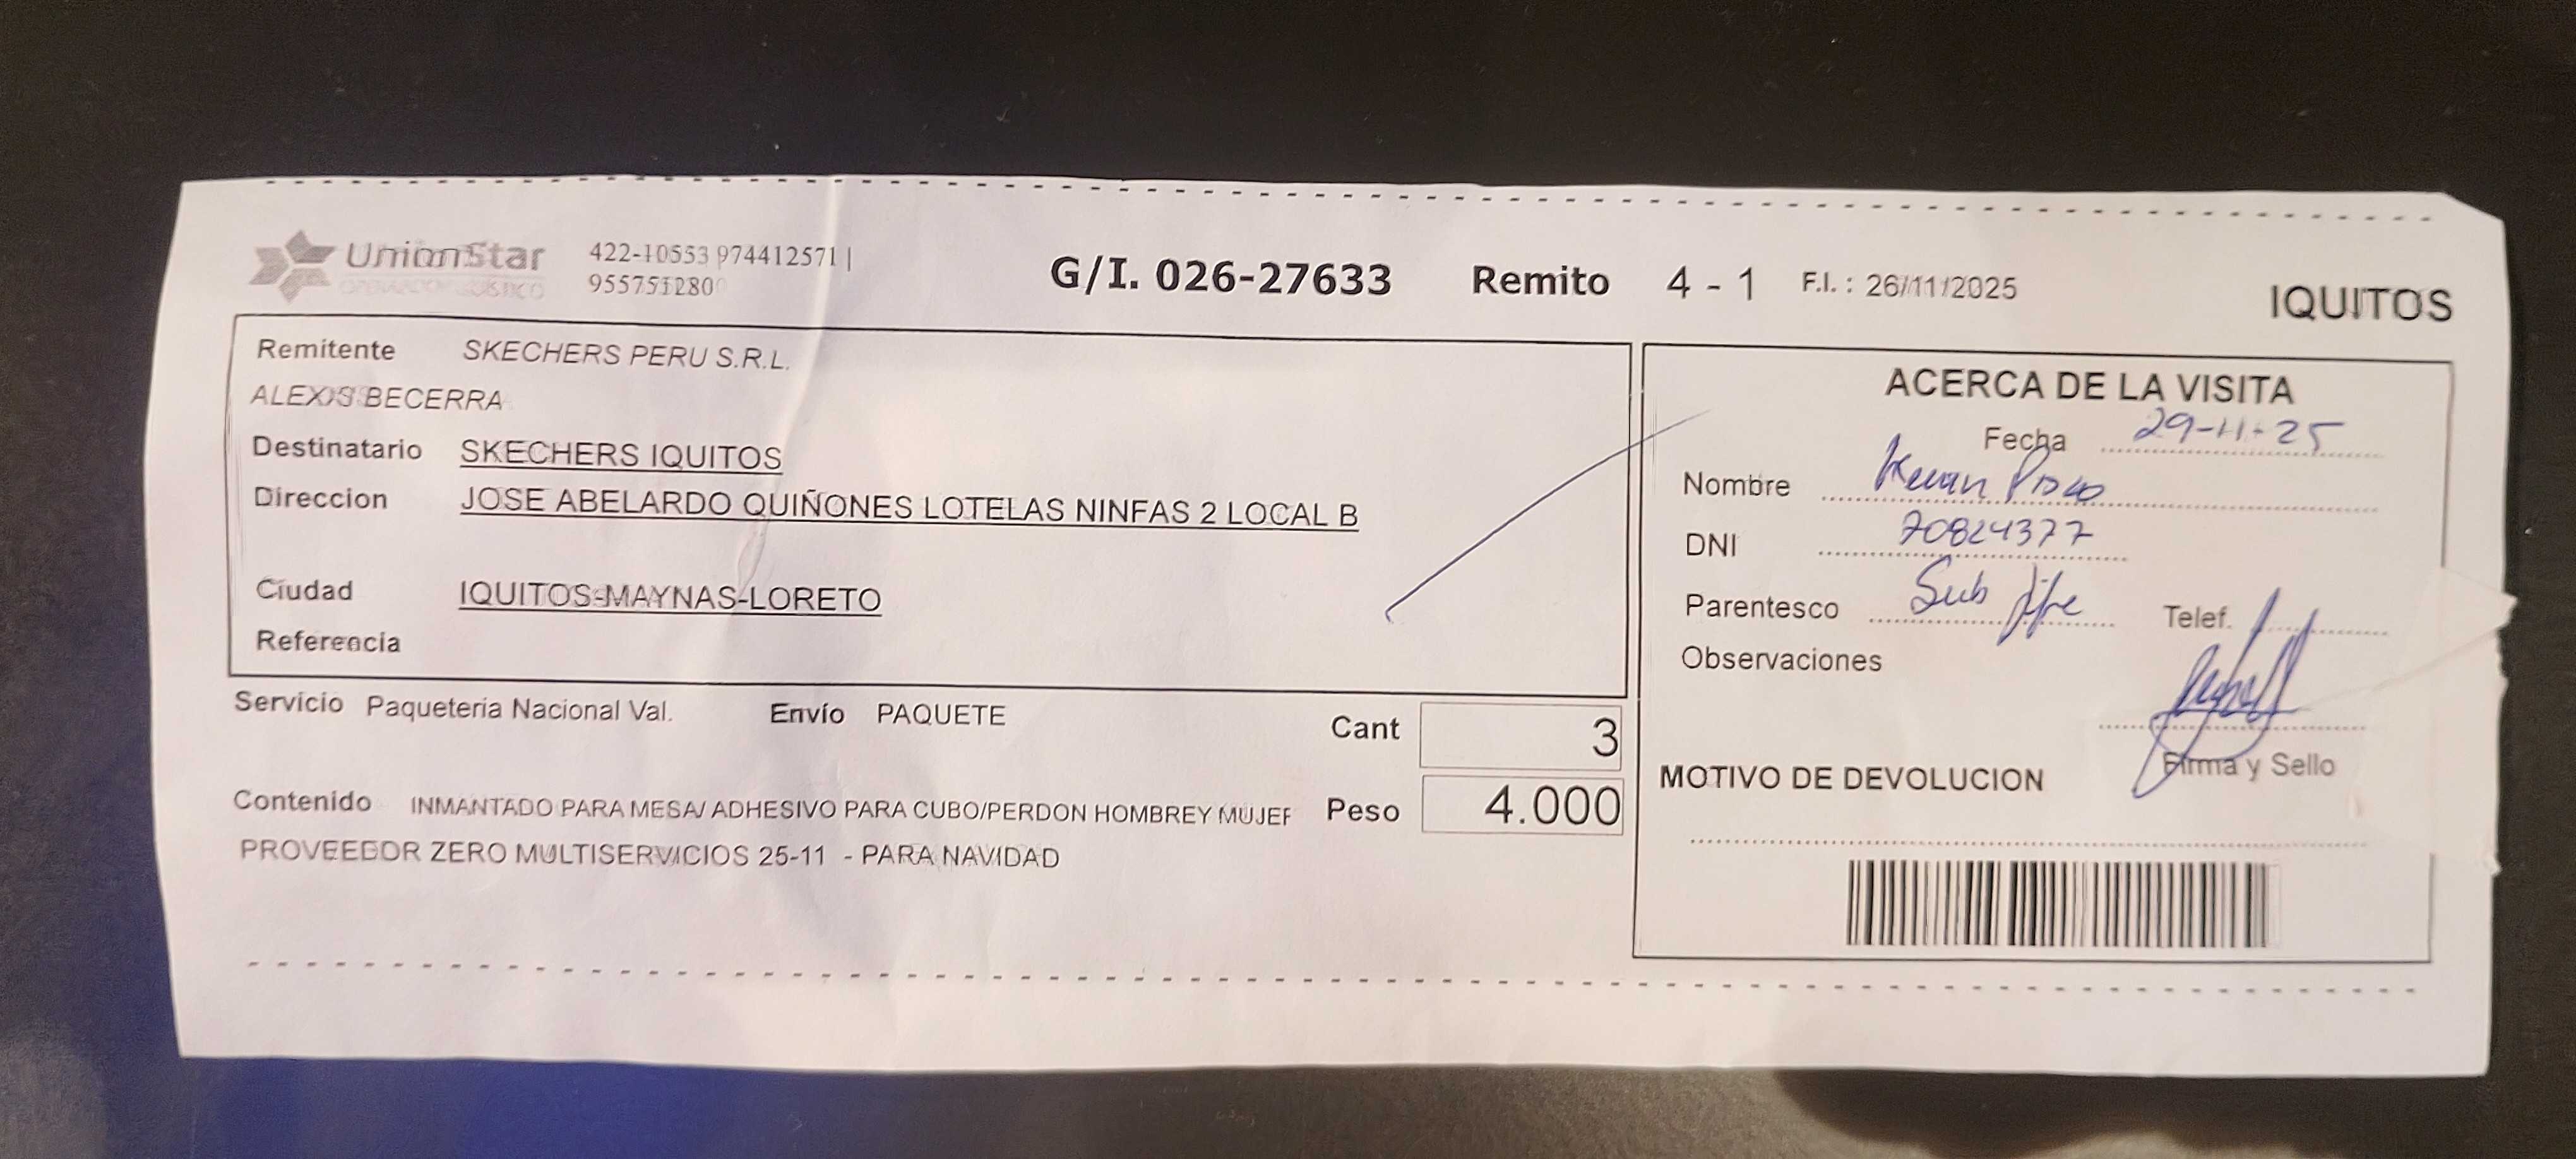 UnionStar
OPERADOR LOGISTICO
422-10553 974412571 |
955751280
G/I. 026-27633 Remito 4 - 1 F.I. : 26/11/2025
IQUITOS
Remitente SKECHERS PERU S.R.L.
ALEXIS BECERRA
Destinatario SKECHERS IQUITOS
Direccion JOSE ABELARDO QUIÑONES LOTELAS NINFAS 2 LOCAL B
Ciudad IQUITOS-MAYNAS-LORETO
Referencia
Servicio Paqueteria Nacional Val. Envío PAQUETE
Cant 3
Contenido INMANTADO PARA MESA/ ADHESIVO PARA CUBO/PERDON HOMBREY MUJER
Peso 4.000
PROVEEDOR ZERO MULTISERVICIOS 25-11 - PARA NAVIDAD
ACERCA DE LA VISITA
Fecha 29-11-25
Nombre
DNI 70824377
Parentesco Sub Jefe Telef.
Observaciones
Firma y Sello
MOTIVO DE DEVOLUCION